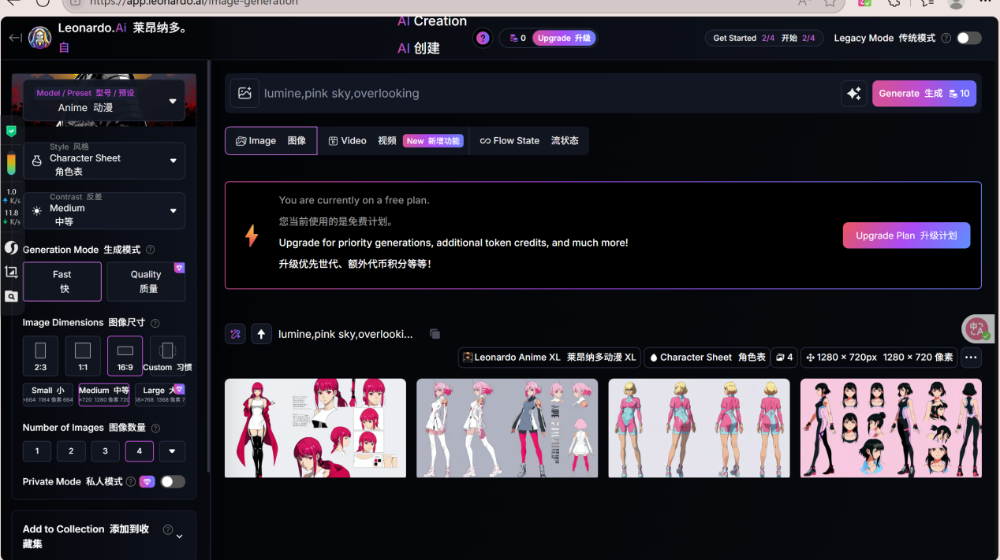 https://app.leonardo.ai/image-generation
Leonardo.Ai 莱昂纳多。
自
AI Creation
AI 创建
?
0 Upgrade 升级
Get Started 2/4 开始 2/4
Legacy Mode 传统模式 ?
Model / Preset 型号 / 预设
Anime 动漫
Style 风格
Character Sheet
角色表
Contrast 反差
Medium
中等
1.0
K/s
11.8
K/s
Generation Mode 生成模式 ?
Fast
快
Quality
质量
Image Dimensions 图像尺寸 ?
2:3
1:1
16:9
Custom 习惯
Small 小
×664 1184 像素 664
Medium 中等
×720 1280 像素 720
Large 大
×768 1368 像素 7
Number of Images 图像数量 ?
1
2
3
4
Private Mode 私人模式 ?
Add to Collection 添加到收
藏集
?
lumine,pink sky,overlooking
Generate 生成 10
Image 图像
Video 视频 New 新增功能
Flow State 流状态
You are currently on a free plan.
您当前使用的是免费计划。
Upgrade for priority generations, additional token credits, and much more!
升级优先世代、额外代币积分等等！
Upgrade Plan 升级计划
中
A
lumine,pink sky,overlooki...
Leonardo Anime XL 莱昂纳多动漫 XL
Character Sheet 角色表
4
1280 × 720px 1280 × 720 像素